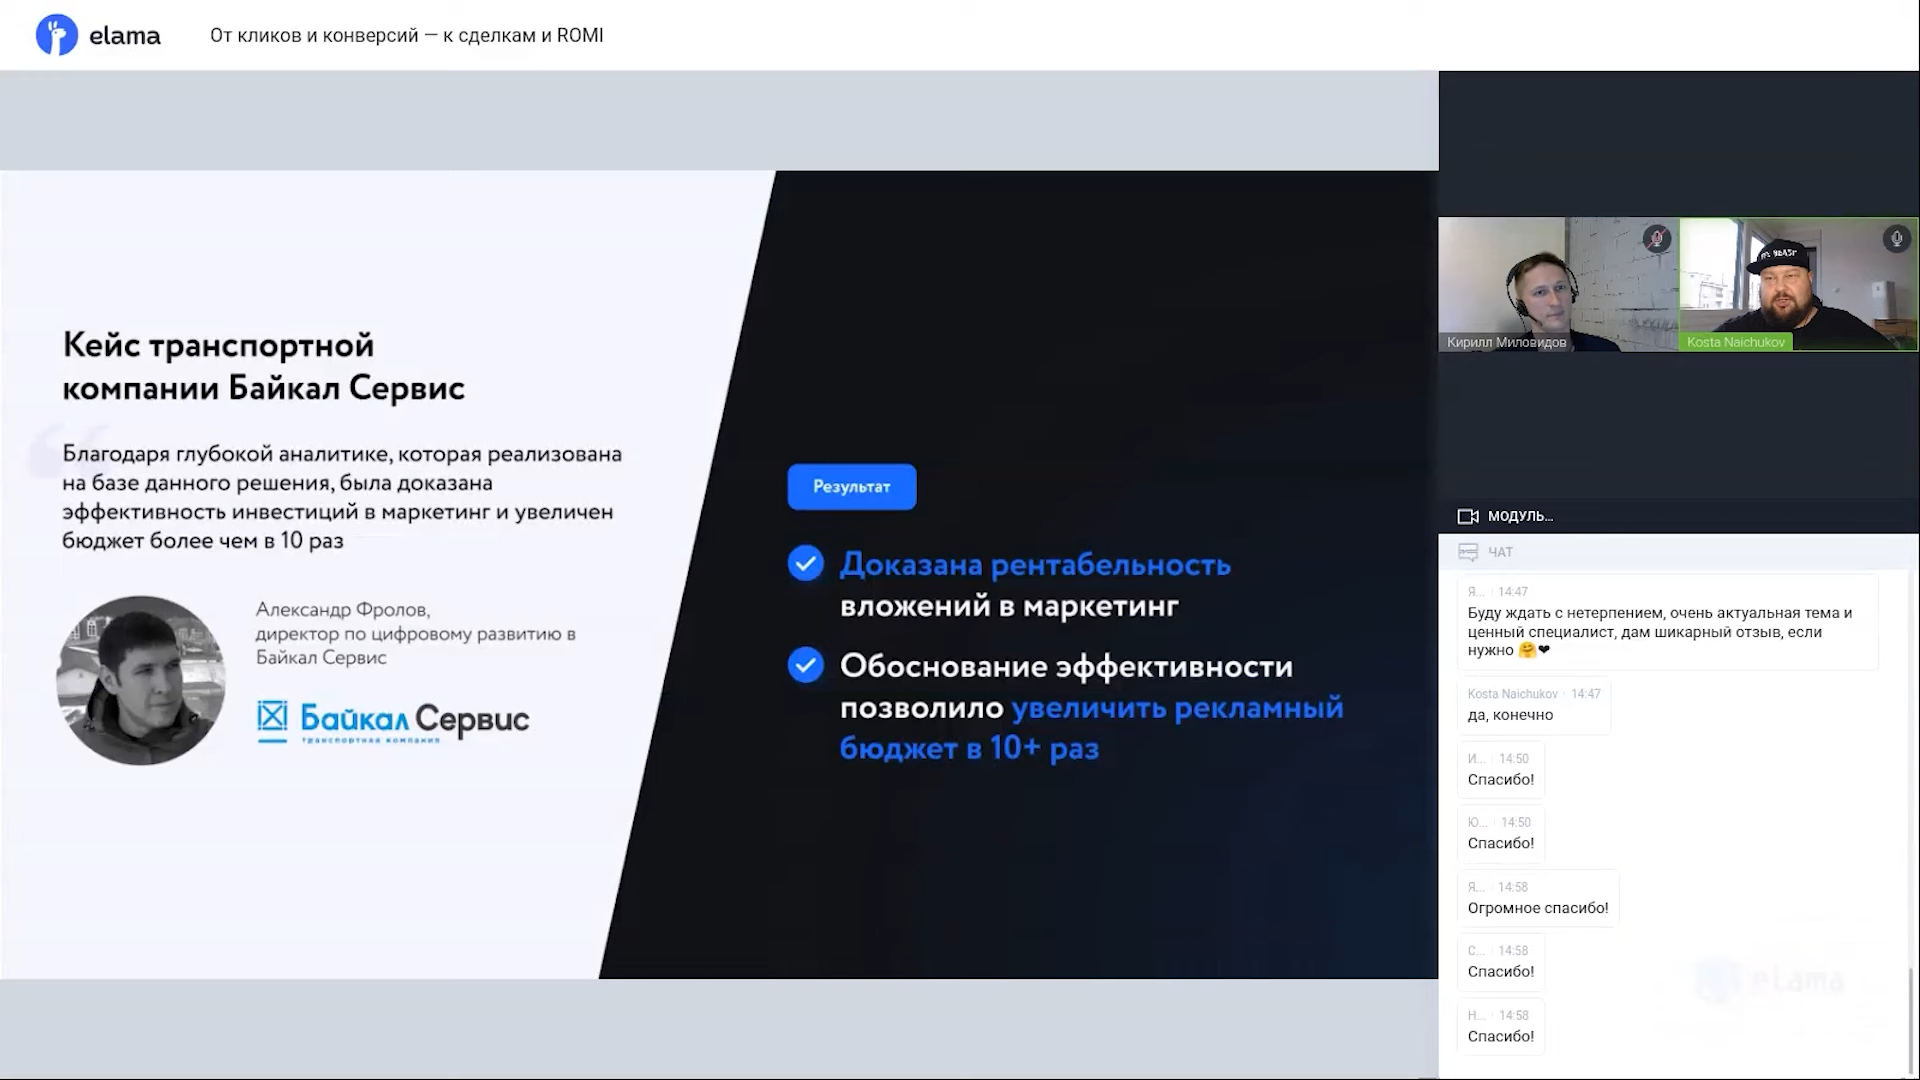 elama
От кликов и конверсий — к сделкам и ROMI
Кейс транспортной
компании Байкал Сервис
Благодаря глубокой аналитике, которая реализована
на базе данного решения, была доказана
эффективность инвестиций в маркетинг и увеличен
бюджет более чем в 10 раз
Александр Фролов,
директор по цифровому развитию в
Байкал Сервис
Байкал Сервис
транспортная компания
Результат
Доказана рентабельность
вложений в маркетинг
Обоснование эффективности
позволило увеличить рекламный
бюджет в 10+ раз
Кирилл Миловидов
Kosta Naichukov
МОДУЛЬ...
ЧАТ
Я... 14:47
Буду ждать с нетерпением, очень актуальная тема и
ценный специалист, дам шикарный отзыв, если
нужно 🤗❤
Kosta Naichukov 14:47
да, конечно
И... 14:50
Спасибо!
Ю... 14:50
Спасибо!
Я... 14:58
Огромное спасибо!
С... 14:58
Спасибо!
Н... 14:58
Спасибо!
elama